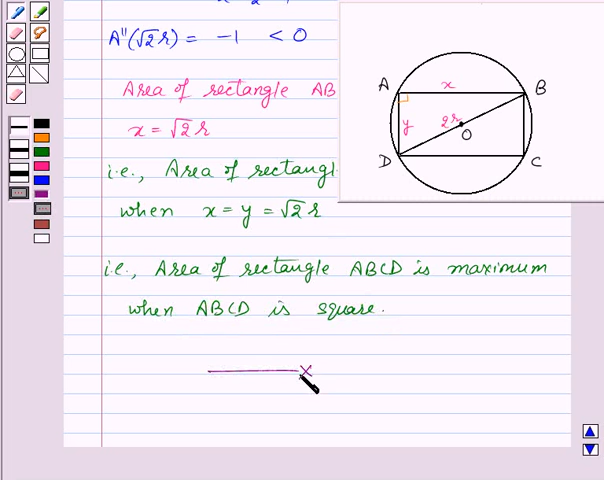 A''(√2 r) = -1 < 0
Area of rectangle AB
x = √2 r
i.e., Area of rectangl
when x = y = √2 r
i.e., Area of rectangle ABCD is maximum
when ABCD is square.
x
A x B
y 2r O
D C